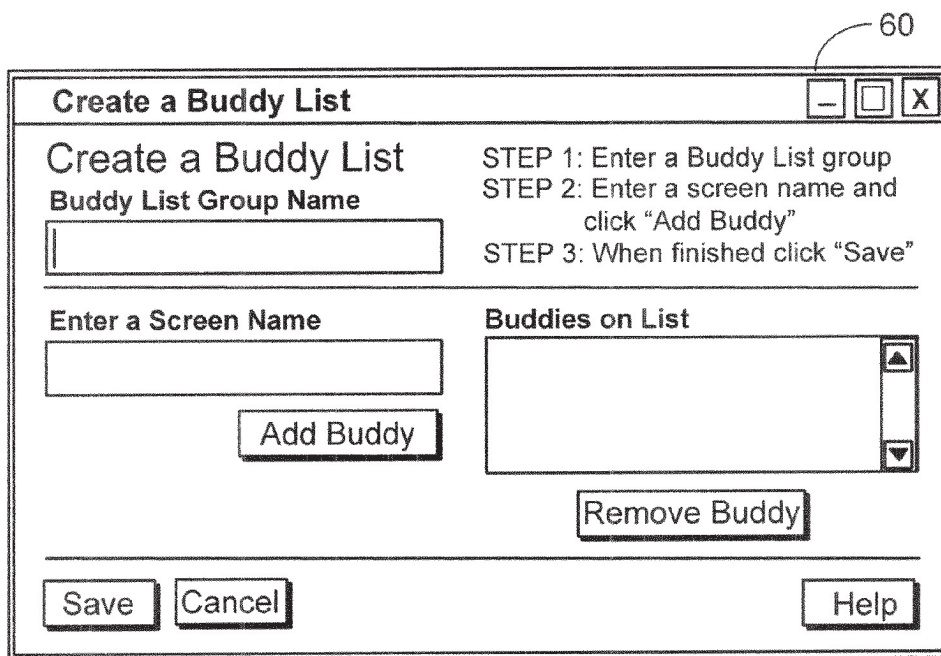 60
Create a Buddy List
X
Create a Buddy List
Buddy List Group Name
STEP 1: Enter a Buddy List group
STEP 2: Enter a screen name and
click “Add Buddy”
STEP 3: When finished click “Save”
Enter a Screen Name
Add Buddy
Buddies on List
Remove Buddy
Save
Cancel
Help